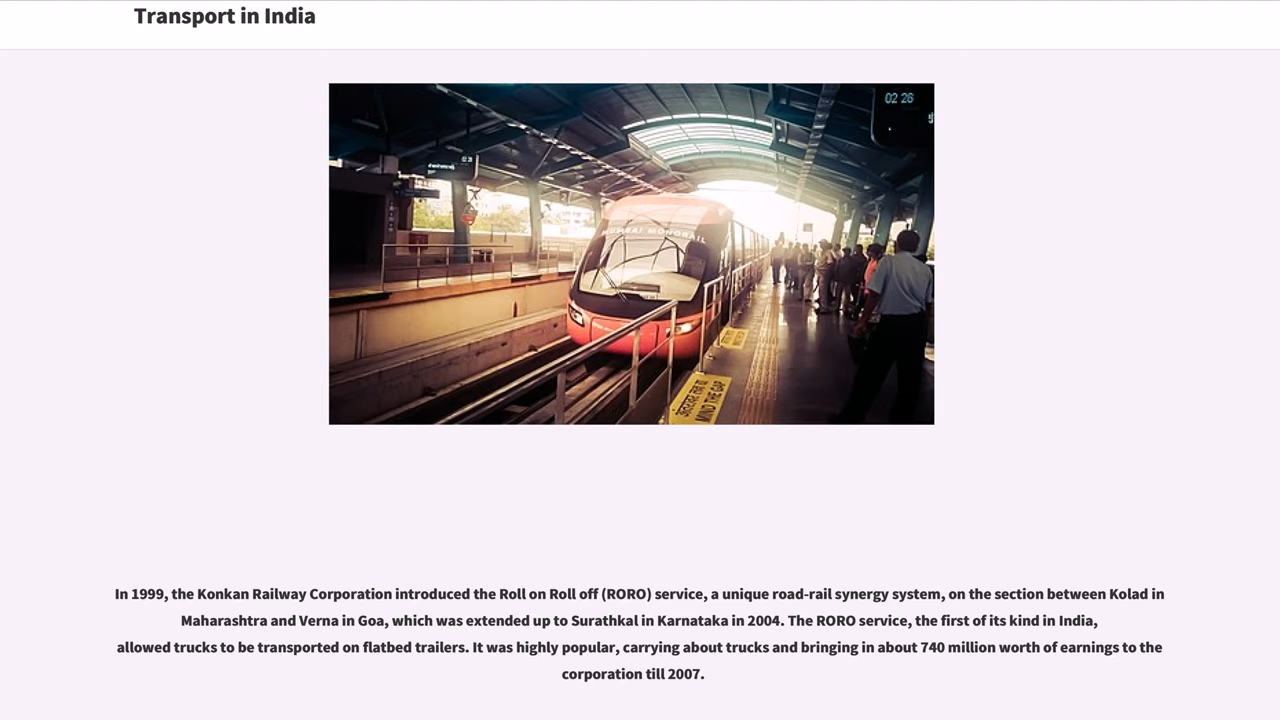 Transport in India
02 26
02 26
MUMBAI MONORAIL
MIND THE GAP
In 1999, the Konkan Railway Corporation introduced the Roll on Roll off (RORO) service, a unique road-rail synergy system, on the section between Kolad in
Maharashtra and Verna in Goa, which was extended up to Surathkal in Karnataka in 2004. The RORO service, the first of its kind in India,
allowed trucks to be transported on flatbed trailers. It was highly popular, carrying about trucks and bringing in about 740 million worth of earnings to the
corporation till 2007.